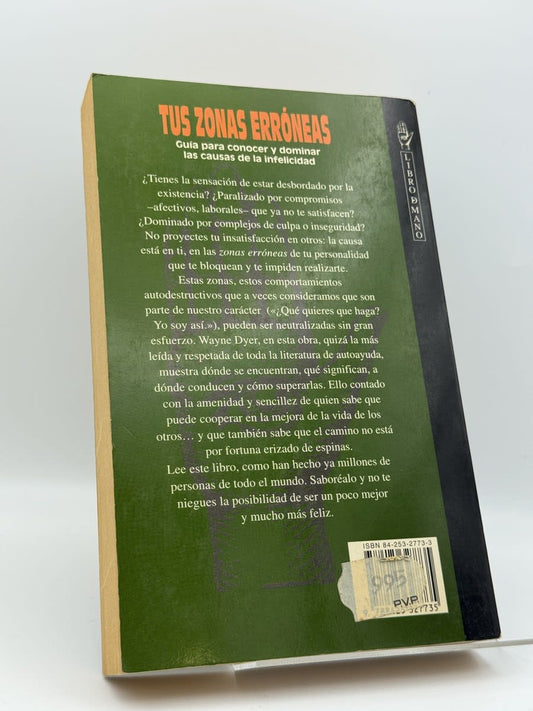 TUS ZONAS ERRÓNEAS
Guía para conocer y dominar
las causas de la infelicidad
¿Tienes la sensación de estar desbordado por la
existencia? ¿Paralizado por compromisos
–afectivos, laborales– que ya no te satisfacen?
¿Dominado por complejos de culpa o inseguridad?
No proyectes tu insatisfacción en otros: la causa
está en ti, en las zonas erróneas de tu personalidad
que te bloquean y te impiden realizarte.
Estas zonas, estos comportamientos
autodestructivos que a veces consideramos que son
parte de nuestro carácter («¿Qué quieres que haga?
Yo soy así.»), pueden ser neutralizadas sin gran
esfuerzo. Wayne Dyer, en esta obra, quizá la más
leída y respetada de toda la literatura de autoayuda,
muestra dónde se encuentran, qué significan, a
dónde conducen y cómo superarlas. Ello contado
con la amenidad y sencillez de quien sabe que
puede cooperar en la mejora de la vida de los
otros… y que también sabe que el camino no está
por fortuna erizado de espinas.
Lee este libro, como han hecho ya millones de
personas de todo el mundo. Saboréalo y no te
niegues la posibilidad de ser un poco mejor
y mucho más feliz.
LIBRO DE MANO
ISBN 84-253-2773-3
995
P.V.P.